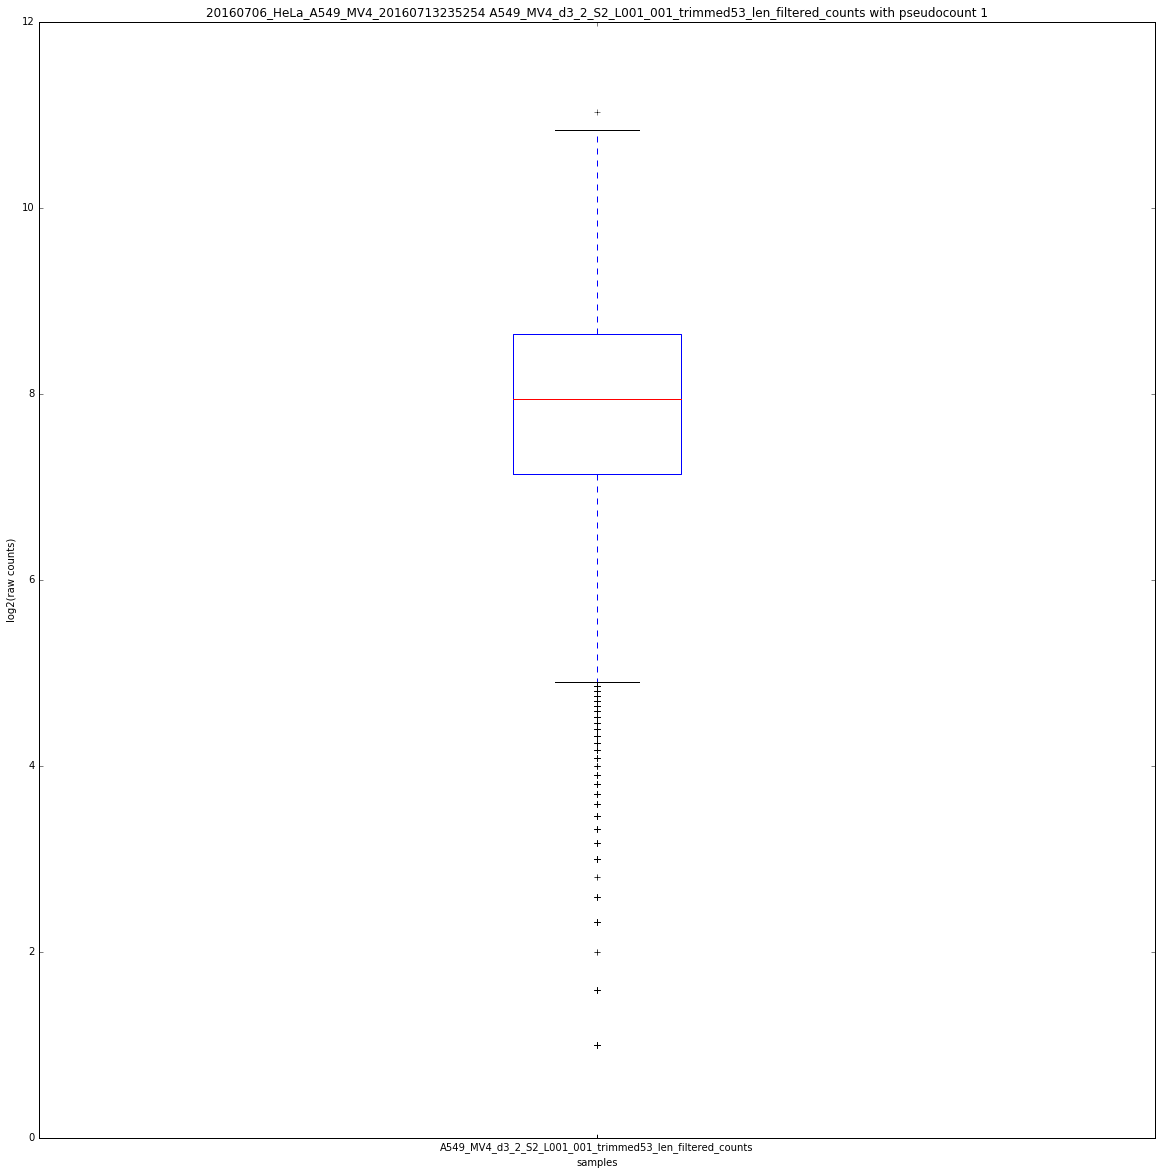 20160706_HeLa_A549_MV4_20160713235254 A549_MV4_d3_2_S2_L001_001_trimmed53_len_filtered_counts with pseudocount 1
12
10
8
6
4
2
0
log2(raw counts)
A549_MV4_d3_2_S2_L001_001_trimmed53_len_filtered_counts
samples